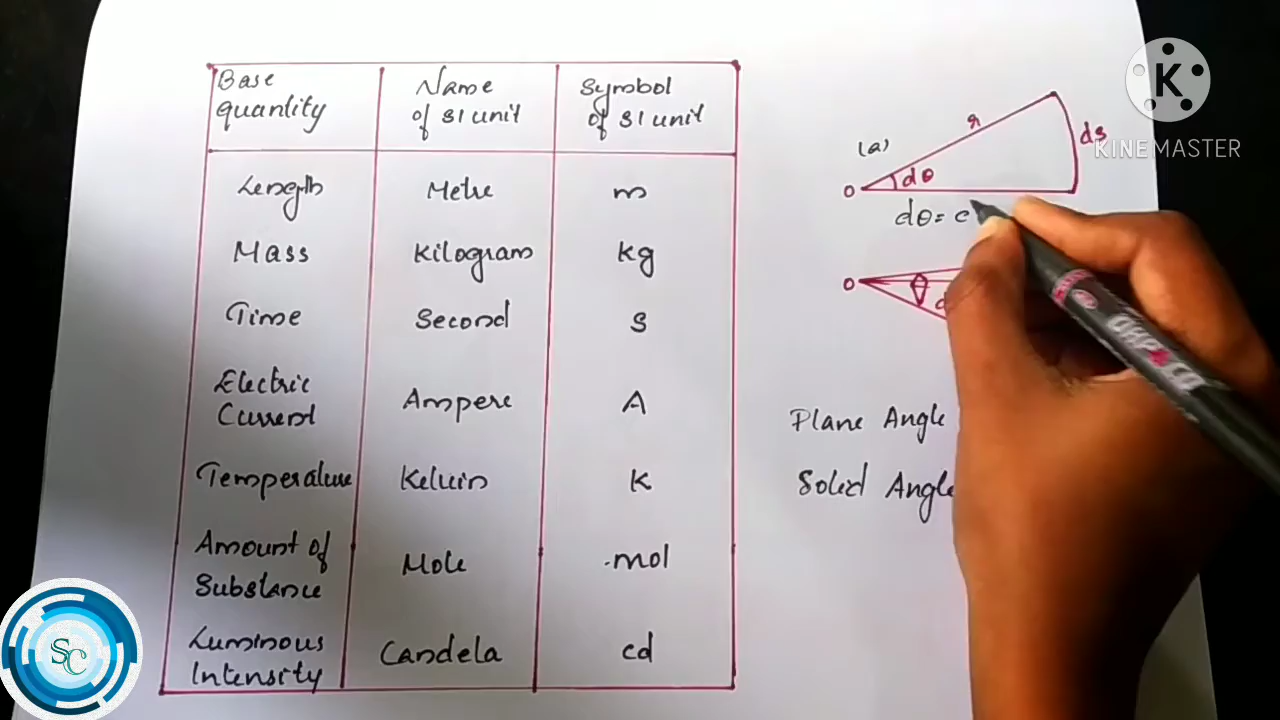 Base quantity
Name of SI unit
Symbol of SI unit
Length Metre m
Mass Kilogram kg
Time Second s
Electric Current Ampere A
Temperature Kelvin K
Amount of Substance Mole mol
Luminous Intensity Candela cd
(a)
r
ds
O
dθ
dθ=
O
d
Plane Angle
Solid Angle
K
KINEMASTER
SC